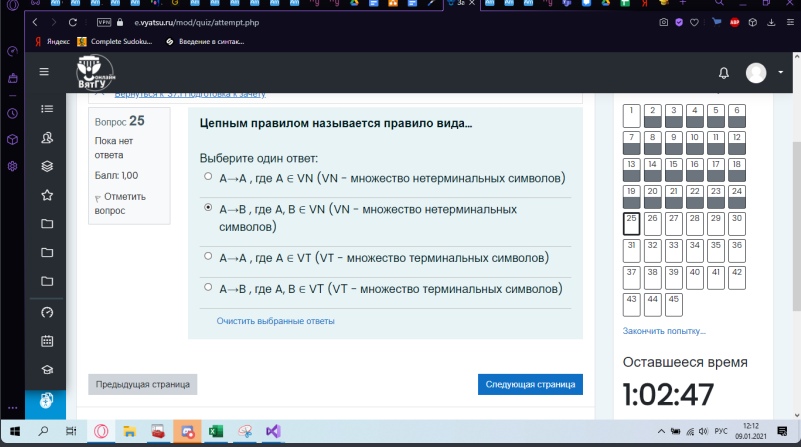 VPN e.vyatsu.ru/mod/quiz/attempt.php
Я Яндекс Complete Sudoku... Введение в синтак...
онлайн
ВятГУ
Вернуться к: 37.1 Подготовка к зачету
Вопрос 25
Пока нет
ответа
Балл: 1,00
Отметить
вопрос
Цепным правилом называется правило вида...
Выберите один ответ:
A→A , где A ∈ VN (VN - множество нетерминальных символов)
A→B , где A, B ∈ VN (VN - множество нетерминальных
символов)
A→A , где A ∈ VT (VT - множество терминальных символов)
A→B , где A, B ∈ VT (VT - множество терминальных символов)
Очистить выбранные ответы
Предыдущая страница
Следующая страница
1 2 3 4 5 6
7 8 9 10 11 12
13 14 15 16 17 18
19 20 21 22 23 24
25 26 27 28 29 30
31 32 33 34 35 36
37 38 39 40 41 42
43 44 45
Закончить попытку...
Оставшееся время
1:02:47
РУС
12:12
09.01.2021